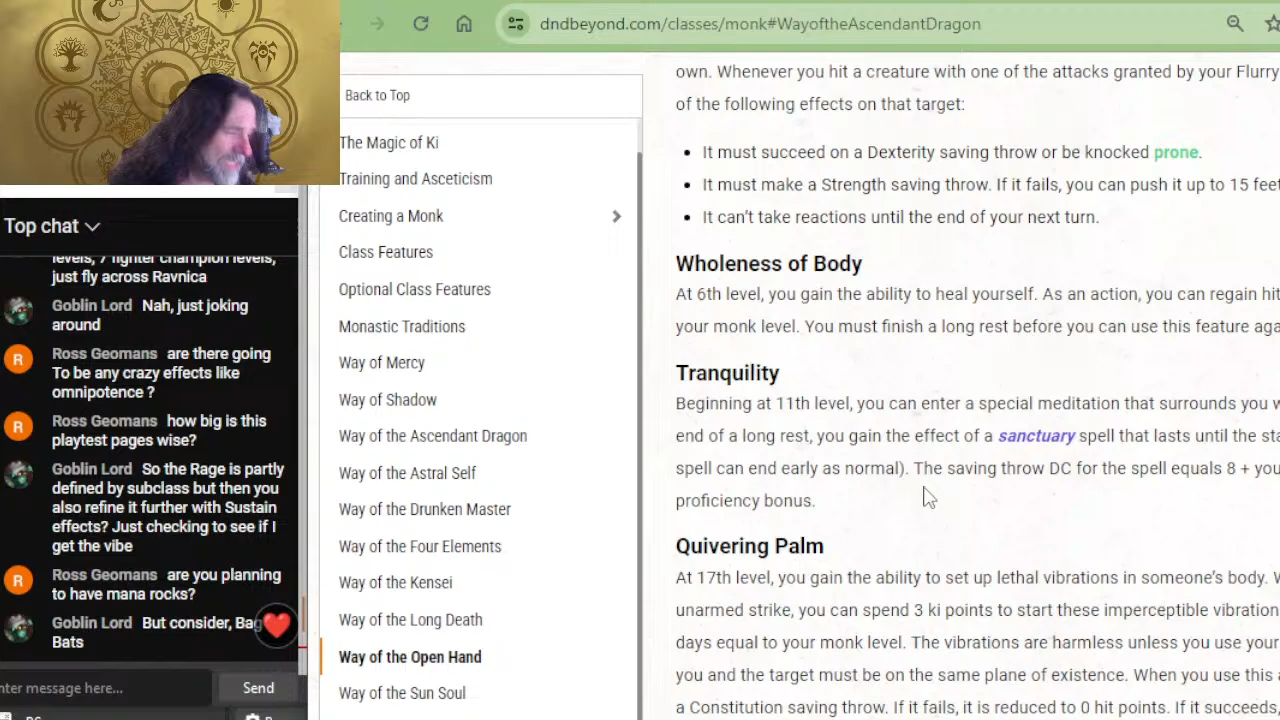 dndbeyond.com/classes/monk#WayoftheAscendantDragon
Back to Top
The Magic of Ki
Training and Asceticism
Creating a Monk
Class Features
Optional Class Features
Monastic Traditions
Way of Mercy
Way of Shadow
Way of the Ascendant Dragon
Way of the Astral Self
Way of the Drunken Master
Way of the Four Elements
Way of the Kensei
Way of the Long Death
Way of the Open Hand
Way of the Sun Soul
own. Whenever you hit a creature with one of the attacks granted by your Flurry
of the following effects on that target:
It must succeed on a Dexterity saving throw or be knocked prone.
It must make a Strength saving throw. If it fails, you can push it up to 15 feet
It can't take reactions until the end of your next turn.
Wholeness of Body
At 6th level, you gain the ability to heal yourself. As an action, you can regain hit
your monk level. You must finish a long rest before you can use this feature aga
Tranquility
Beginning at 11th level, you can enter a special meditation that surrounds you w
end of a long rest, you gain the effect of a sanctuary spell that lasts until the sta
spell can end early as normal). The saving throw DC for the spell equals 8 + you
proficiency bonus.
Quivering Palm
At 17th level, you gain the ability to set up lethal vibrations in someone's body. W
unarmed strike, you can spend 3 ki points to start these imperceptible vibration
days equal to your monk level. The vibrations are harmless unless you use your
you and the target must be on the same plane of existence. When you use this a
a Constitution saving throw. If it fails, it is reduced to 0 hit points. If it succeeds,
Top chat
levels, 7 fighter champion levels,
just fly across Ravnica
Goblin Lord Nah, just joking
around
Ross Geomans are there going
To be any crazy effects like
omnipotence ?
Ross Geomans how big is this
playtest pages wise?
Goblin Lord So the Rage is partly
defined by subclass but then you
also refine it further with Sustain
effects? Just checking to see if I
get the vibe
R
Ross Geomans are you planning
to have mana rocks?
Goblin Lord But consider, Bag
Bats
nter message here...
Send